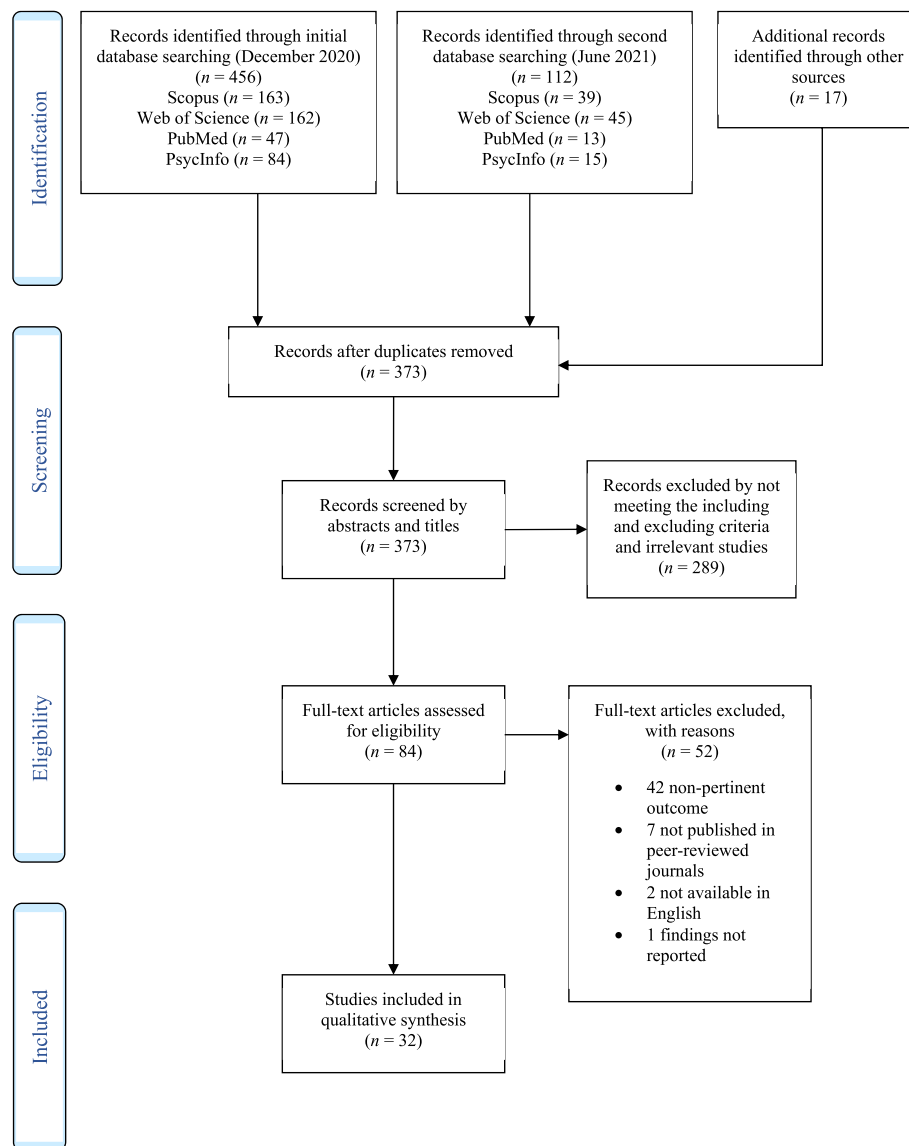 Identification
Records identified through initial
database searching (December 2020)
(n = 456)
Scopus (n = 163)
Web of Science (n = 162)
PubMed (n = 47)
PsycInfo (n = 84)
Records identified through second
database searching (June 2021)
(n = 112)
Scopus (n = 39)
Web of Science (n = 45)
PubMed (n = 13)
PsycInfo (n = 15)
Additional records
identified through other
sources
(n = 17)
Screening
Records after duplicates removed
(n = 373)
Records screened by
abstracts and titles
(n = 373)
Records excluded by not
meeting the including
and excluding criteria
and irrelevant studies
(n = 289)
Eligibility
Full-text articles assessed
for eligibility
(n = 84)
Full-text articles excluded,
with reasons
(n = 52)
• 42 non-pertinent
outcome
• 7 not published in
peer-reviewed
journals
• 2 not available in
English
• 1 findings not
reported
Included
Studies included in
qualitative synthesis
(n = 32)